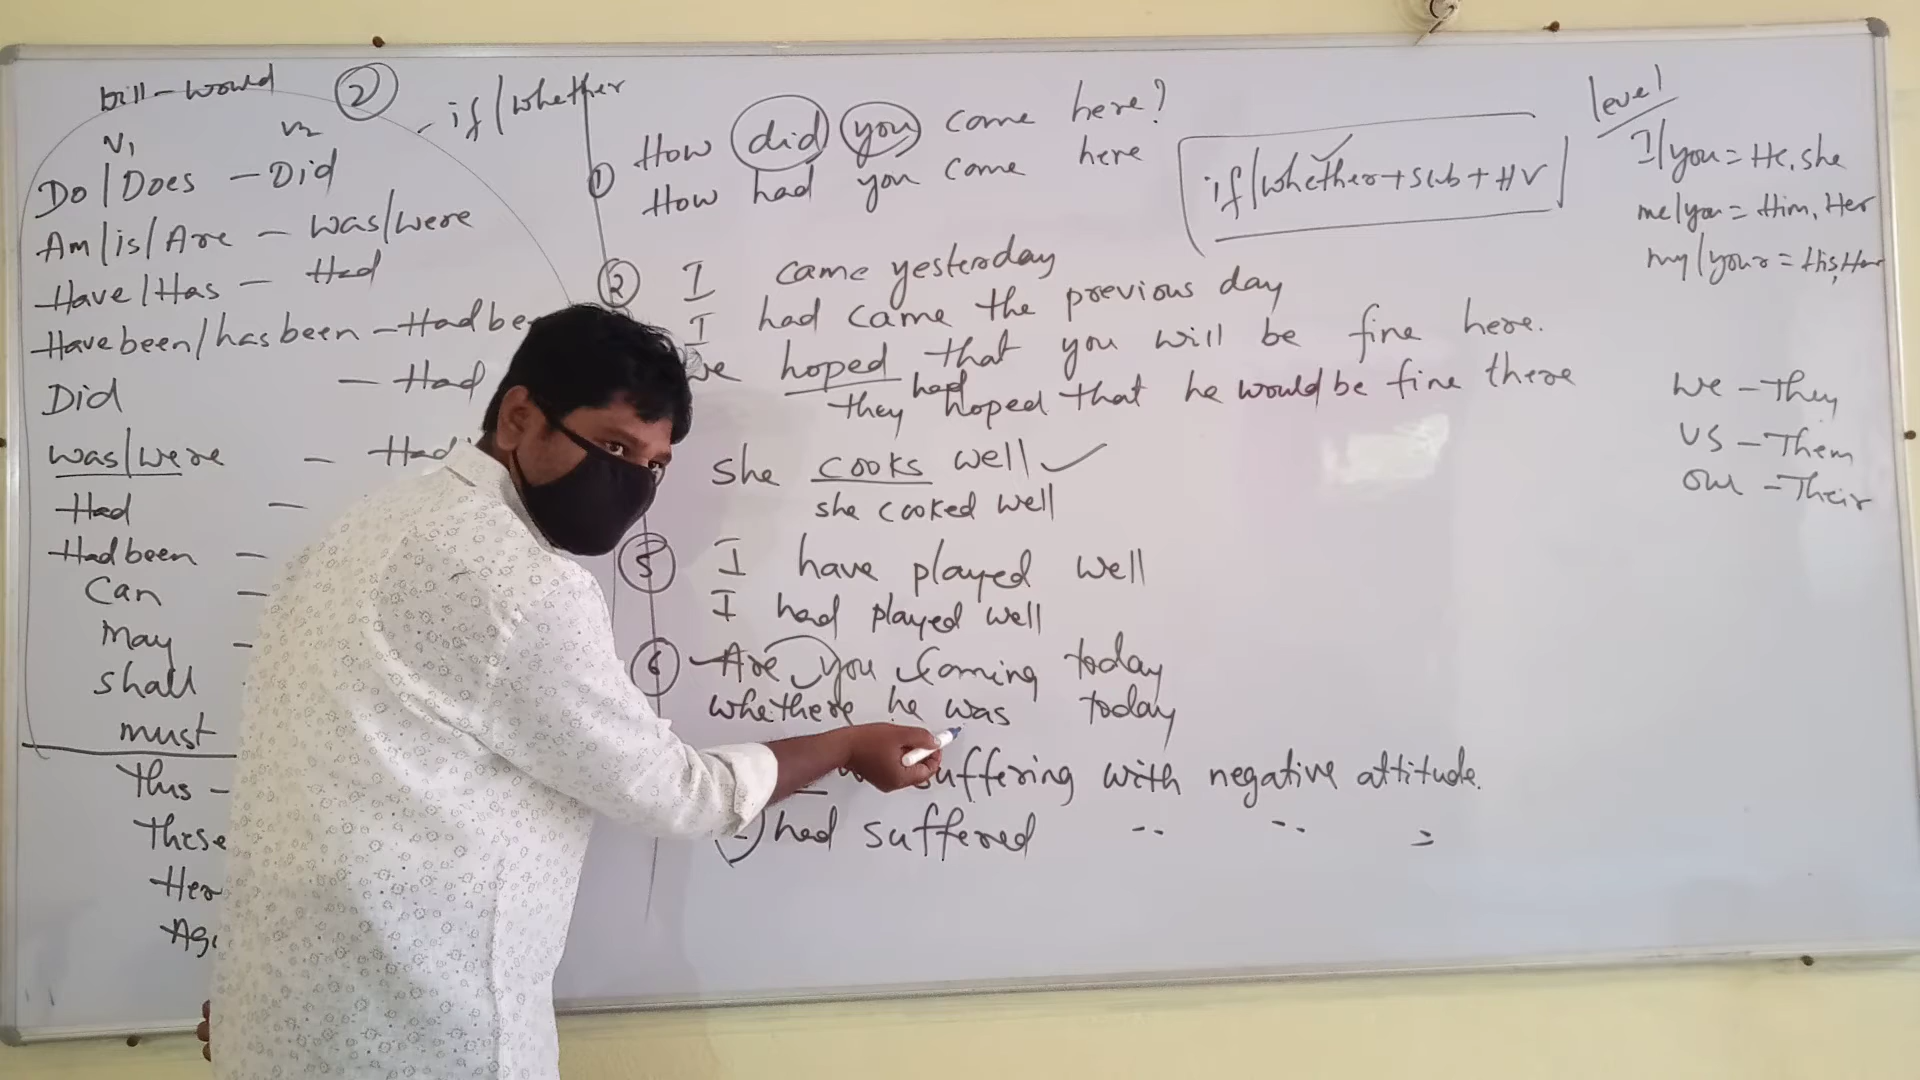 will - would
V1 V2
Do/Does - Did
Am/is/Are - was/were
Have/Has - Had
Have been/has been - Had be
Did - Had
was/were - Had
Had -
Had been -
Can -
May -
shall
must
This -
These
Her
Ag
2 - if/whether
1 How did you come here?
How had you come here
2 I came yesterday
I had came the previous day
we hoped that you will be fine here.
they had hoped that he would be fine there
She cooks well
she cooked well
5 I have played well
I had played well
6 Are you coming today
whethere he was today
suffering with negative attitude.
had suffered -- -- =
if/whether + sub + HV
level
I/you = He, she
me/you = Him, Her
my/your = His, Her
we - They
US - Them
our - Their